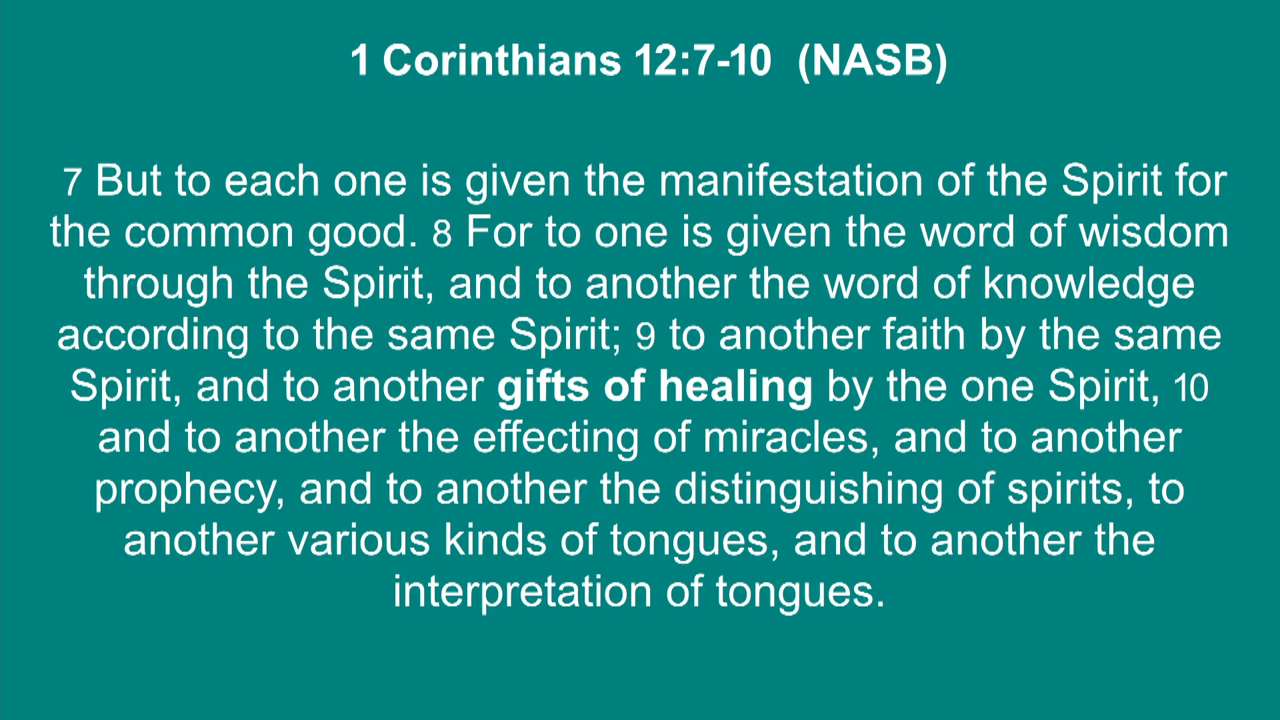 1 Corinthians 12:7-10 (NASB)
7 But to each one is given the manifestation of the Spirit for
the common good. 8 For to one is given the word of wisdom
through the Spirit, and to another the word of knowledge
according to the same Spirit; 9 to another faith by the same
Spirit, and to another gifts of healing by the one Spirit, 10
and to another the effecting of miracles, and to another
prophecy, and to another the distinguishing of spirits, to
another various kinds of tongues, and to another the
interpretation of tongues.